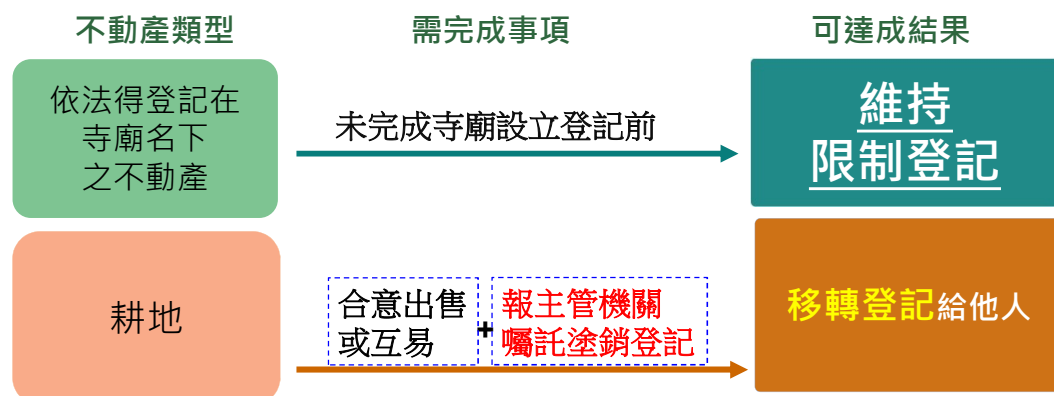 不動產類型
需完成事項
可達成結果
依法得登記在
寺廟名下
之不動產
未完成寺廟設立登記前
維持
限制登記
耕地
合意出售
或互易
+
報主管機關
囑託塗銷登記
移轉登記給他人